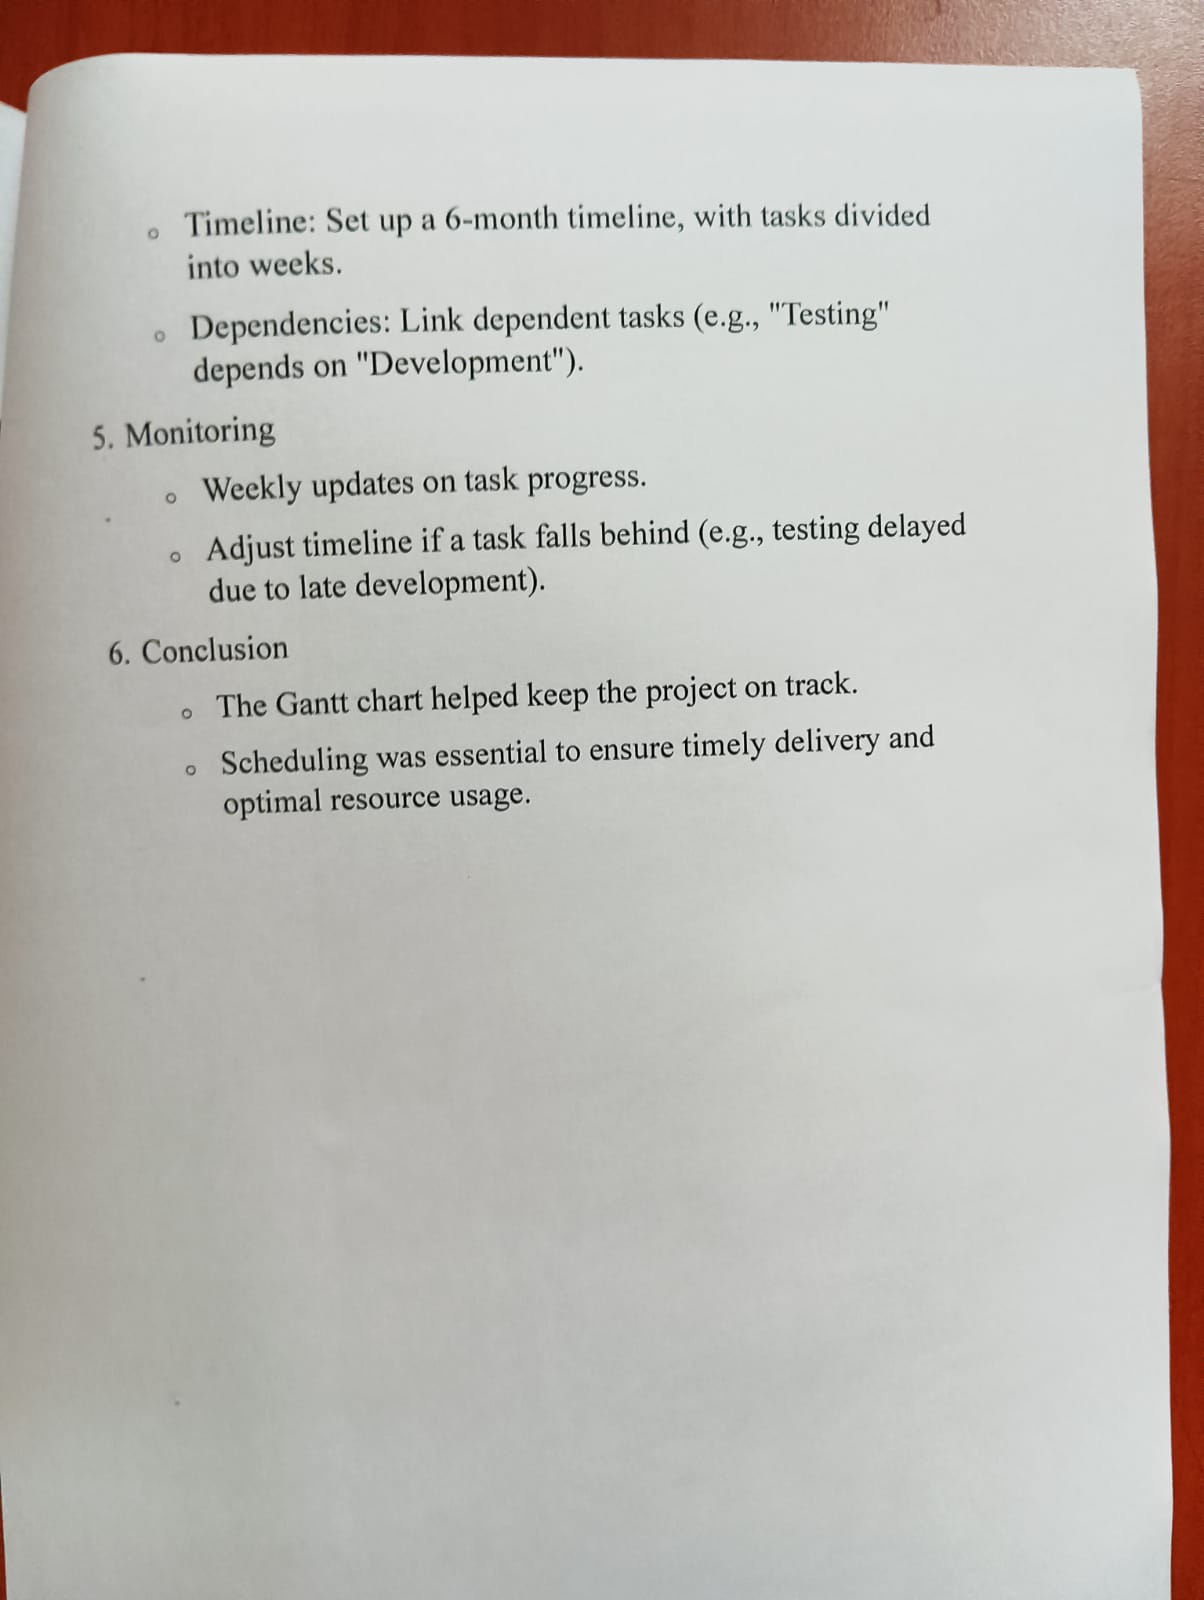 ○ Timeline: Set up a 6-month timeline, with tasks divided
into weeks.
○ Dependencies: Link dependent tasks (e.g., "Testing"
depends on "Development").
5. Monitoring
○ Weekly updates on task progress.
○ Adjust timeline if a task falls behind (e.g., testing delayed
due to late development).
6. Conclusion
○ The Gantt chart helped keep the project on track.
○ Scheduling was essential to ensure timely delivery and
optimal resource usage.